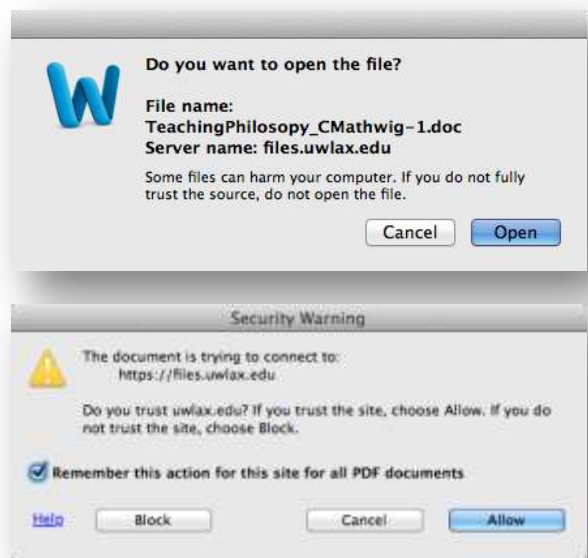 Do you want to open the file?
File name:
TeachingPhilosopy_CMathwig-1.doc
Server name: files.uwlax.edu
Some files can harm your computer. If you do not fully
trust the source, do not open the file.
Cancel
Open
Security Warning
The document is trying to connect to:
https://files.uwlax.edu
Do you trust uwlax.edu? If you trust the site, choose Allow. If you do
not trust the site, choose Block.
Remember this action for this site for all PDF documents
Help
Block
Cancel
Allow